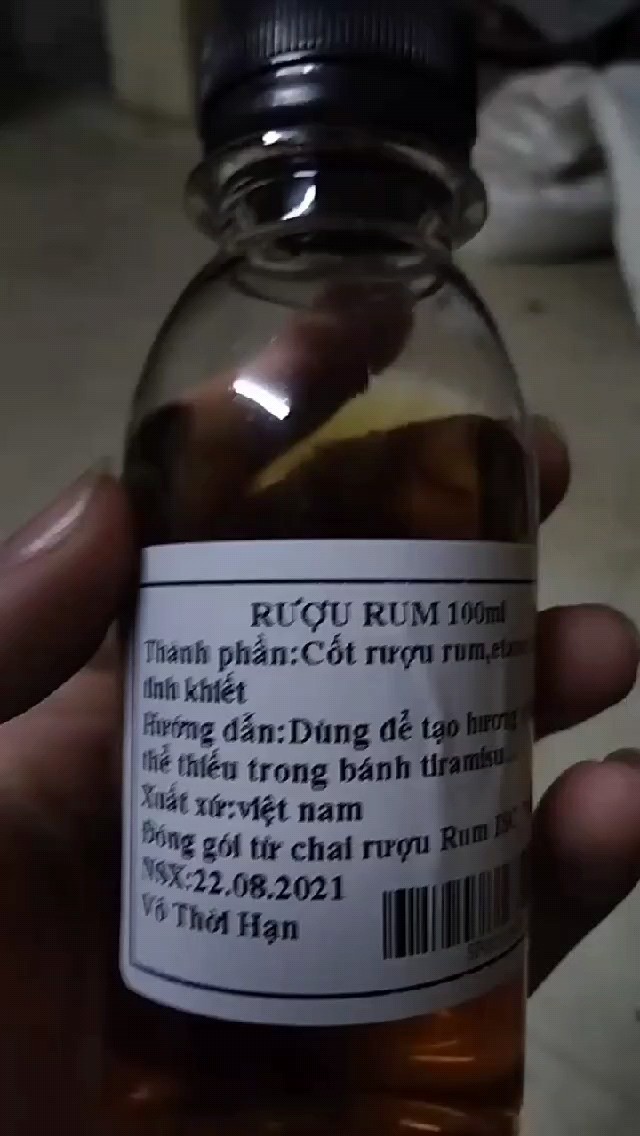 RƯỢU RUM 100ml
Thành phần:Cốt rượu rum,
tinh khiết
Hướng dẫn:Dùng để tạo hương
thể thiếu trong bánh tiramisu...
Xuất xứ:việt nam
Đóng gói từ chai rượu Rum
NSX:22.08.2021
Vô Thời Hạn